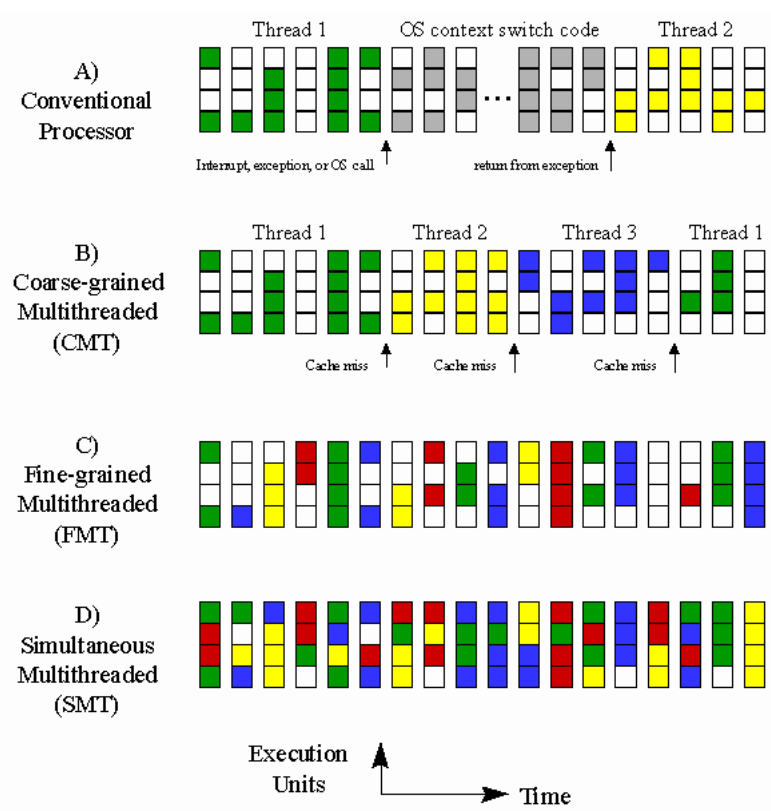 Thread 1 OS context switch code Thread 2
A)
Conventional
Processor
...
Interrupt, exception, or OS call return from exception
Thread 1 Thread 2 Thread 3 Thread 1
B)
Coarse-grained
Multithreaded
(CMT)
Cache miss Cache miss Cache miss
C)
Fine-grained
Multithreaded
(FMT)
D)
Simultaneous
Multithreaded
(SMT)
Execution
Units
Time